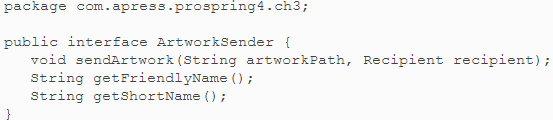 package com.apress.prospring4.ch3;

public interface ArtworkSender {
   void sendArtwork(String artworkPath, Recipient recipient);
   String getFriendlyName();
   String getShortName();
}